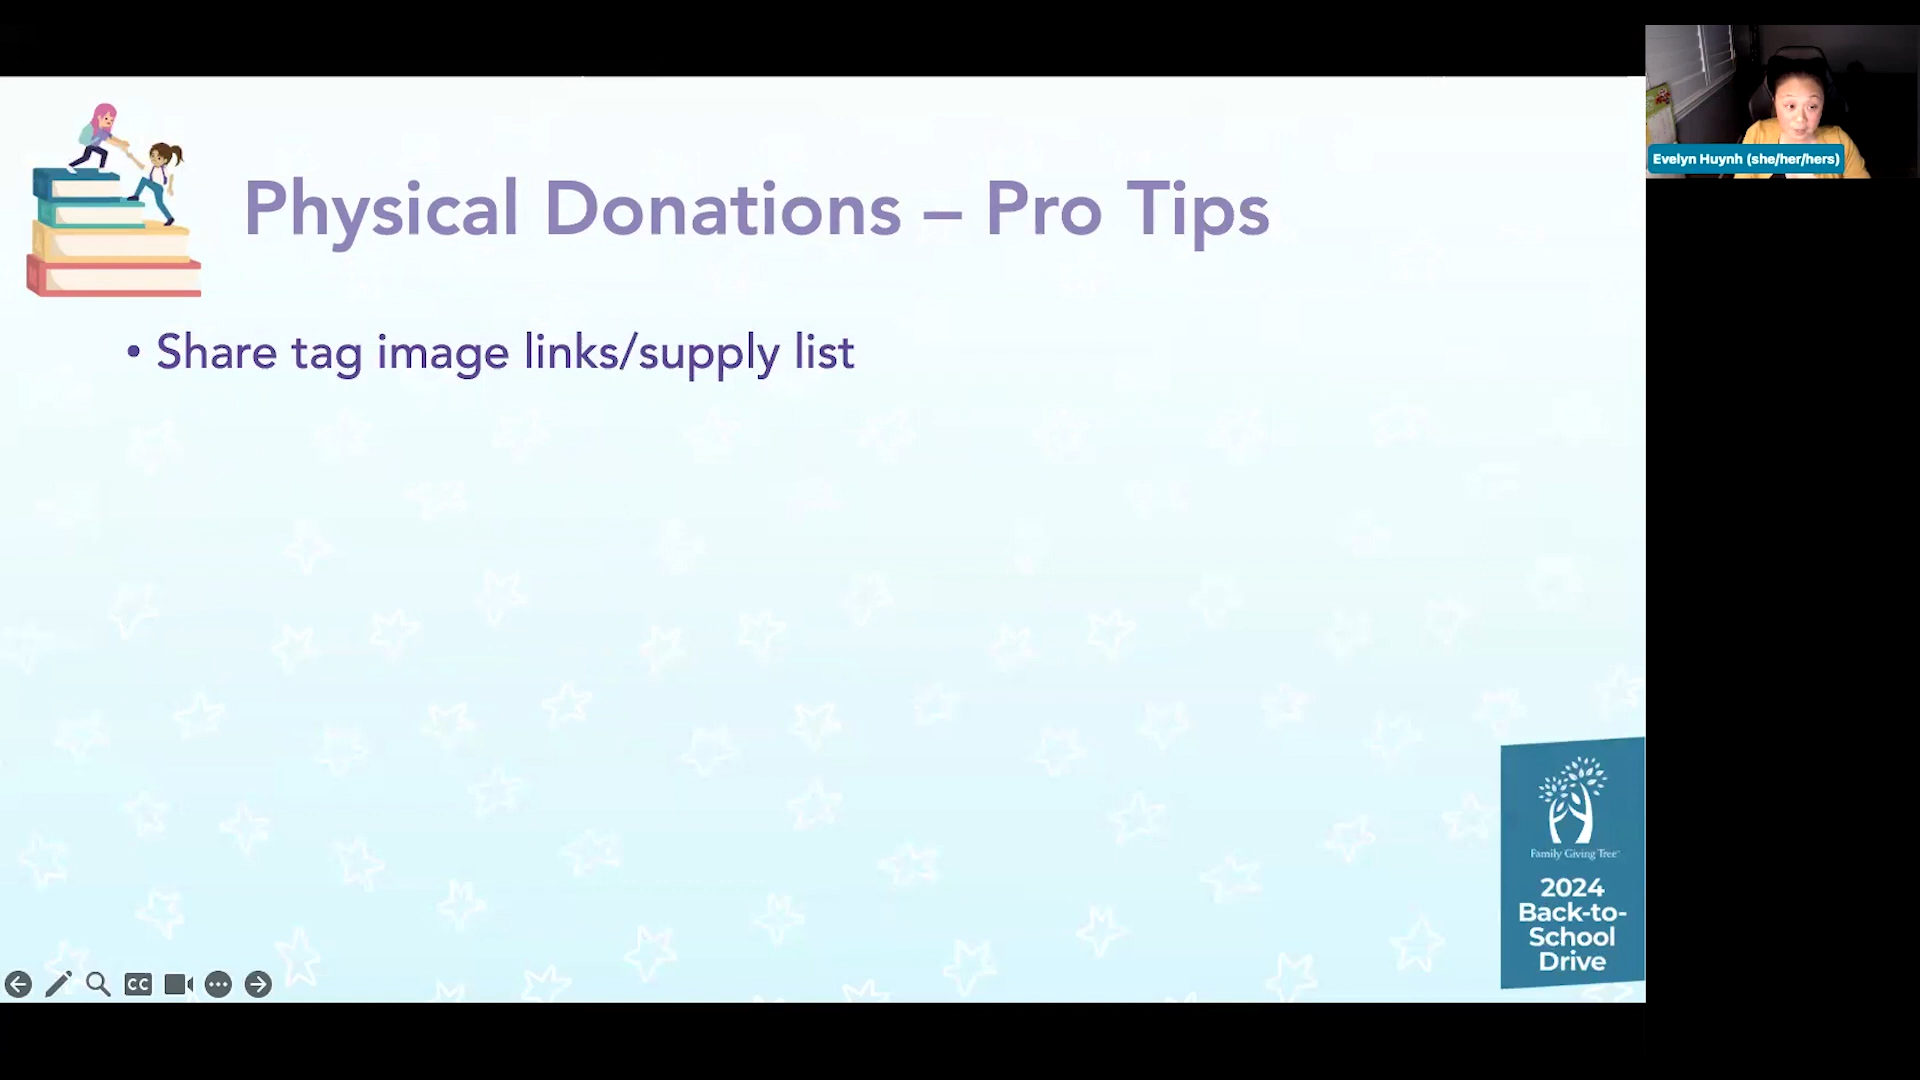 Evelyn Huynh (she/her/hers)
Physical Donations – Pro Tips
• Share tag image links/supply list
Family Giving Tree
2024
Back-to-
School
Drive
CC